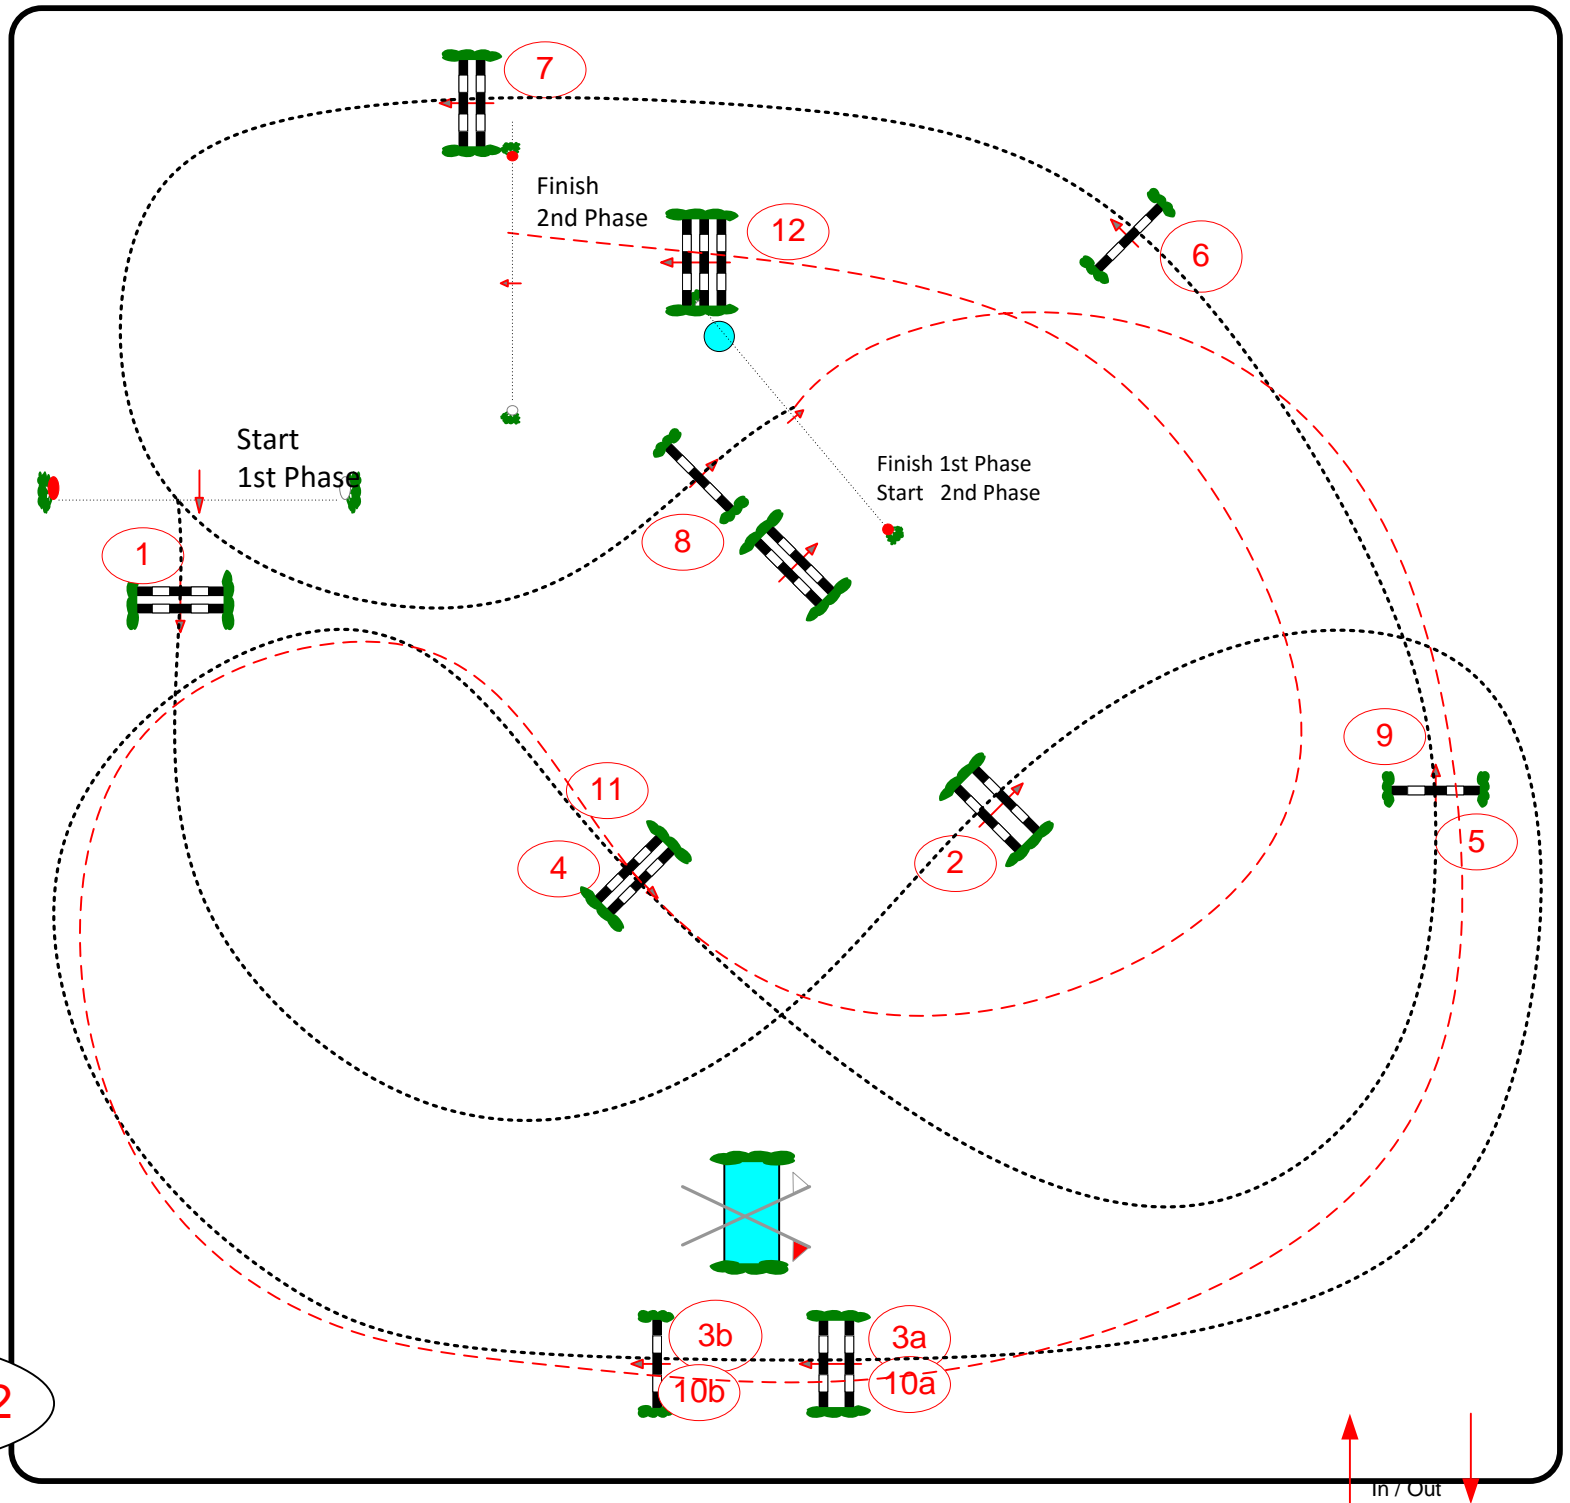 7
Finish
2nd Phase
12
6
Start
1st Phase
Finish 1st Phase
Start 2nd Phase
1
8
9
11
5
4
2
3b
3a
10b
10a
2
In / Out